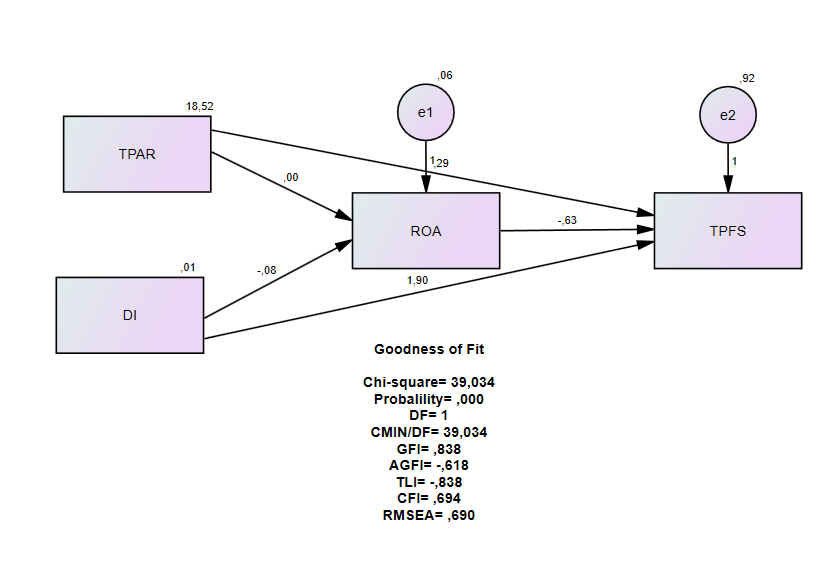 ,06
,92
e1
e2
18,52
TPAR
1
,29
1
,00
ROA
-,63
TPFS
,01
-,08
1,90
DI
Goodness of Fit
Chi-square= 39,034
Probalility= ,000
DF= 1
CMIN/DF= 39,034
GFI= ,838
AGFI= -,618
TLI= -,838
CFI= ,694
RMSEA= ,690